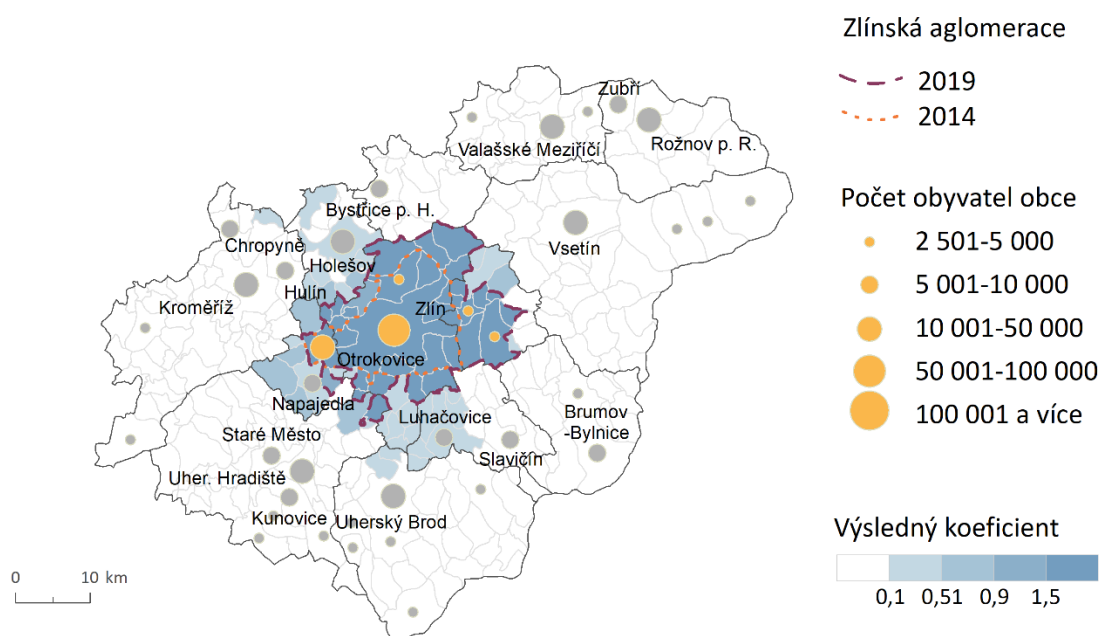 Zlínská aglomerace
2019
2014
Počet obyvatel obce
2 501-5 000
5 001-10 000
10 001-50 000
50 001-100 000
100 001 a více
Výsledný koeficient
0,1
0,51
0,9
1,5
Zubří
Valašské Meziříčí
Rožnov p. R.
Bystřice p. H.
Chropyně
Holešov
Vsetín
Hulín
Kroměříž
Zlín
Otrokovice
Napajedla
Luhačovice
Brumov
-Bylnice
Staré Město
Slavičín
Uher. Hradiště
Kunovice
Uherský Brod
0
10 km